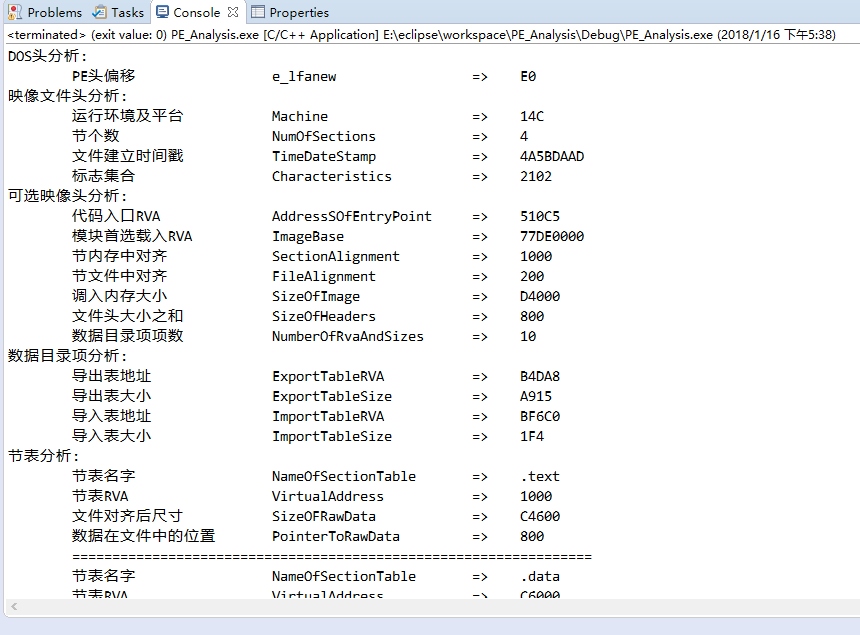 Problems Tasks Console Properties
<terminated> (exit value: 0) PE_Analysis.exe [C/C++ Application] E:\eclipse\workspace\PE_Analysis\Debug\PE_Analysis.exe (2018/1/16 下午5:38)
DOS头分析:
PE头偏移 e_lfanew => E0
映像文件头分析:
运行环境及平台 Machine => 14C
节个数 NumOfSections => 4
文件建立时间戳 TimeDateStamp => 4A5BDAAD
标志集合 Characteristics => 2102
可选映像头分析:
代码入口RVA AddressSOfEntryPoint => 510C5
模块首选载入RVA ImageBase => 77DE0000
节内存中对齐 SectionAlignment => 1000
节文件中对齐 FileAlignment => 200
调入内存大小 SizeOfImage => D4000
文件头大小之和 SizeOfHeaders => 800
数据目录项项数 NumberOfRvaAndSizes => 10
数据目录项分析:
导出表地址 ExportTableRVA => B4DA8
导出表大小 ExportTableSize => A915
导入表地址 ImportTableRVA => BF6C0
导入表大小 ImportTableSize => 1F4
节表分析:
节表名字 NameOfSectionTable => .text
节表RVA VirtualAddress => 1000
文件对齐后尺寸 SizeOFRawData => C4600
数据在文件中的位置 PointerToRawData => 800
=================================================================
节表名字 NameOfSectionTable => .data
节表RVA VirtualAddress => C6000